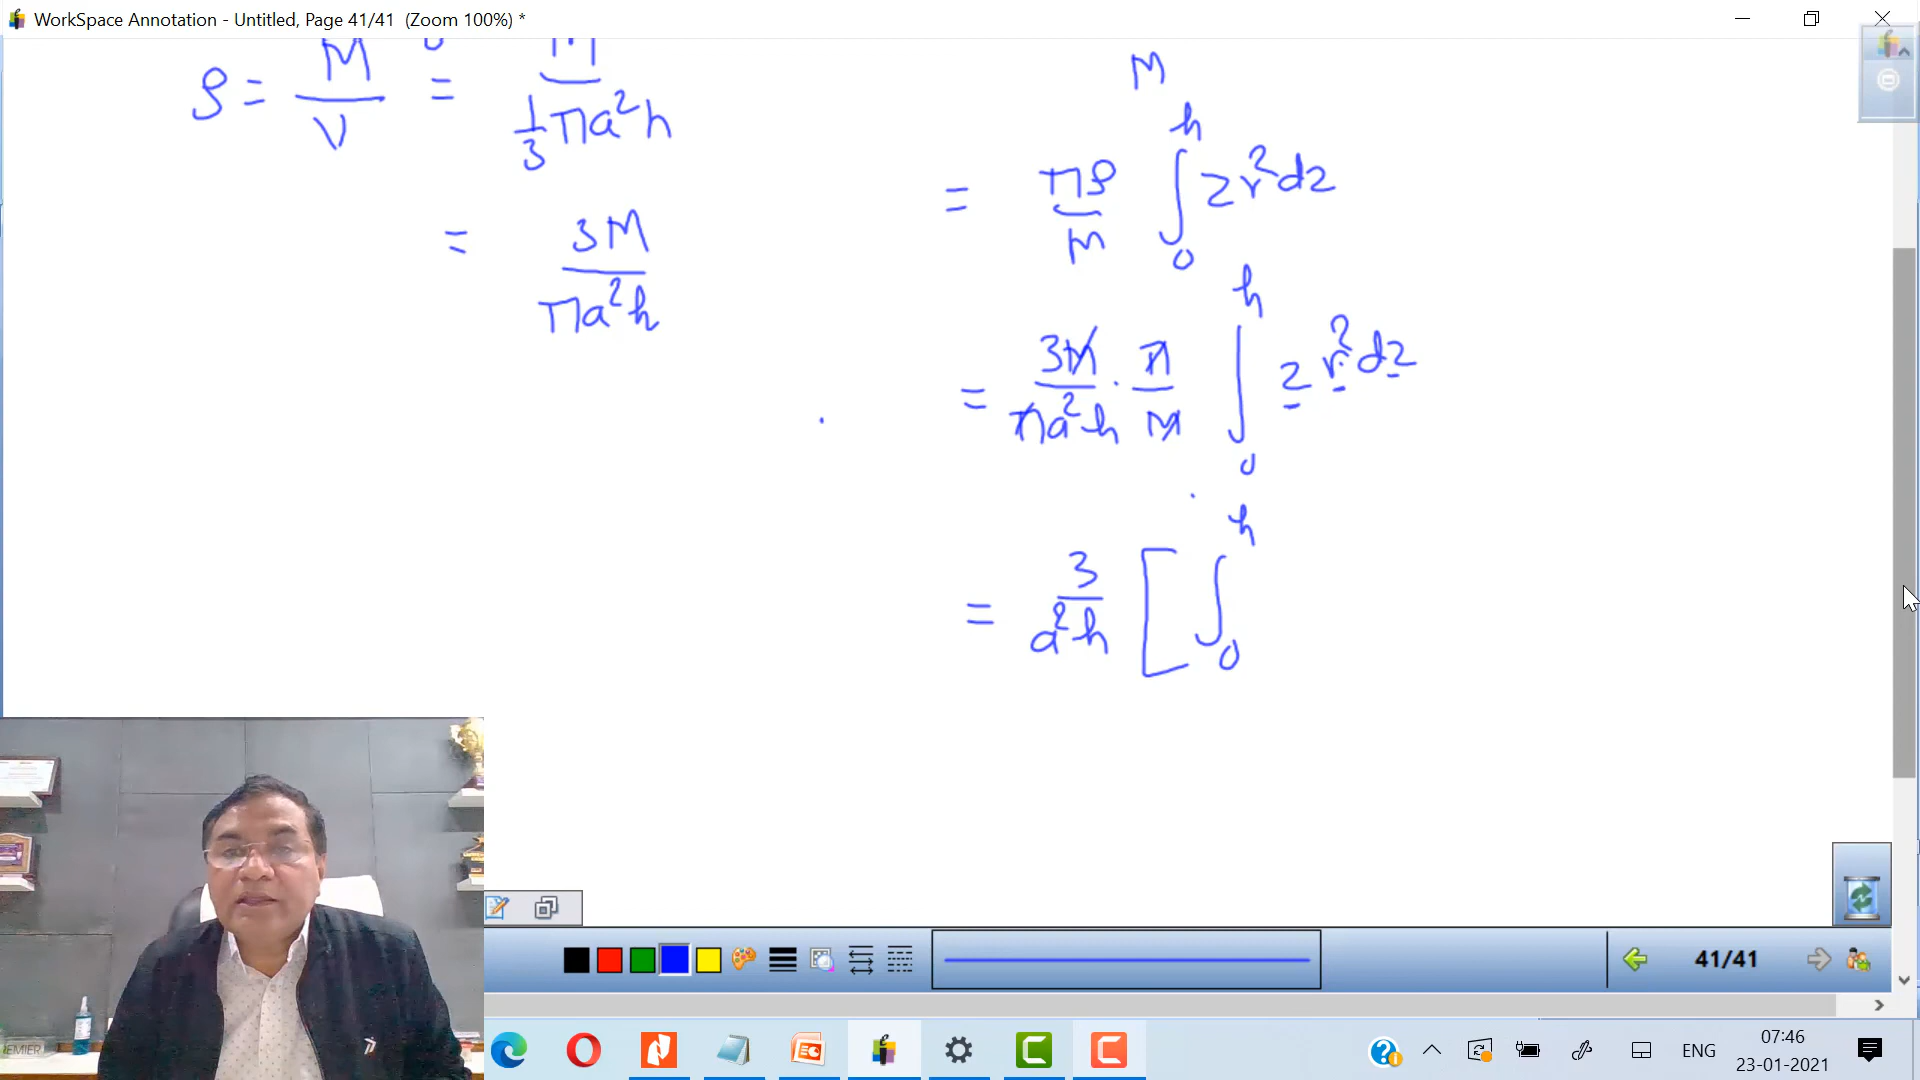 WorkSpace Annotation - Untitled, Page 41/41 (Zoom 100%) *
ρ = M/V = M/(1/3 πa²h)
= 3M/(πa²h)
M
= πρ/M ∫₀ʰ z r² dz
= 3M/(πa²h) · π/M ∫₀ʰ z r² dz
= 3/(a²h) [ ∫₀ʰ
41/41
ENG
07:46
23-01-2021